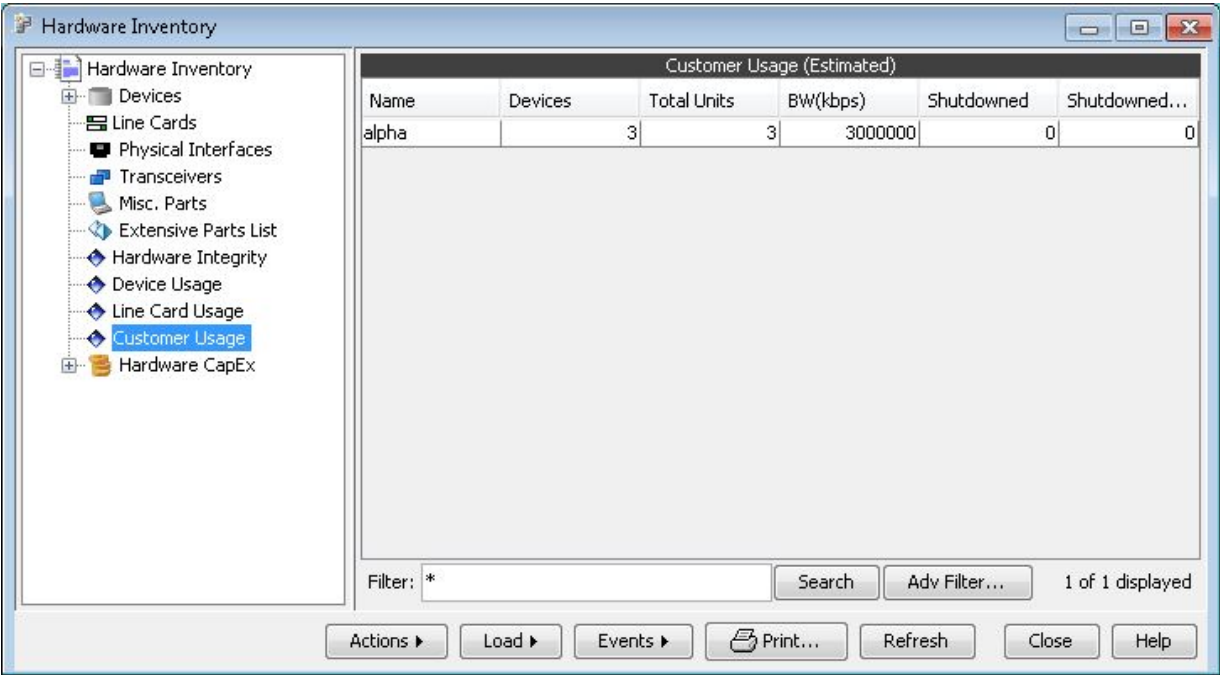 Hardware Inventory
Hardware Inventory
Devices
Line Cards
Physical Interfaces
Transceivers
Misc. Parts
Extensive Parts List
Hardware Integrity
Device Usage
Line Card Usage
Customer Usage
Hardware CapEx
Customer Usage (Estimated)
Name Devices Total Units BW(kbps) Shutdowned Shutdowned...
alpha 3 3 3000000 0 0
Filter: * Search Adv Filter... 1 of 1 displayed
Actions Load Events Print... Refresh Close Help